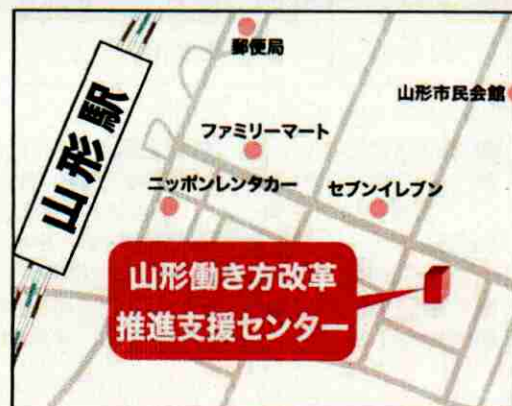 郵便局
山形市民会館
山形駅
ファミリーマート
ニッポンレンタカー
セブンイレブン
山形働き方改革
推進支援センター